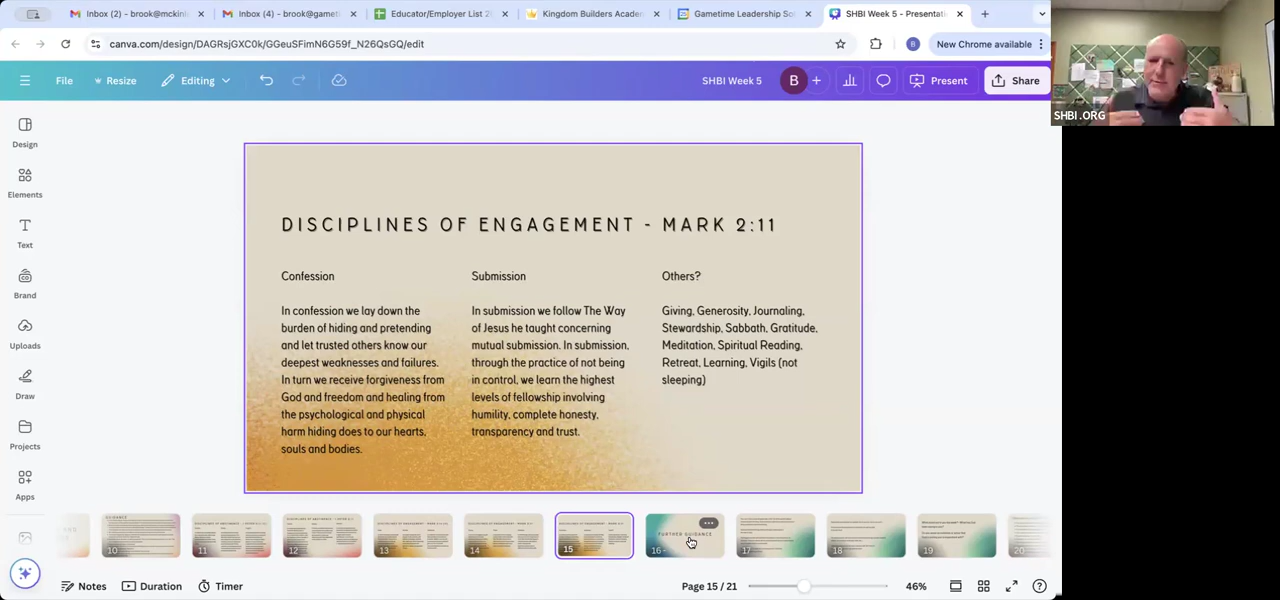 Inbox (2) - brook@mckin
Inbox (4) - brook@gameti
Educator/Employer List 2
Kingdom Builders Acaden
Gametime Leadership So
SHBI Week 5 - Presentati
canva.com/design/DAGRsjGXC0k/GGeuSFimN6G59f_N26QsGQ/edit
B
New Chrome available
File
Resize
Editing
SHBI Week 5
B
Present
Share
SHBI.ORG
Design
Elements
Text
Brand
Uploads
Draw
Projects
Apps
DISCIPLINES OF ENGAGEMENT - MARK 2:11
Confession
In confession we lay down the
burden of hiding and pretending
and let trusted others know our
deepest weaknesses and failures.
In turn we receive forgiveness from
God and freedom and healing from
the psychological and physical
harm hiding does to our hearts,
souls and bodies.
Submission
In submission we follow The Way
of Jesus he taught concerning
mutual submission. In submission,
through the practice of not being
in control, we learn the highest
levels of fellowship involving
humility, complete honesty,
transparency and trust.
Others?
Giving, Generosity, Journaling,
Stewardship, Sabbath, Gratitude,
Meditation, Spiritual Reading,
Retreat, Learning, Vigils (not
sleeping)
GUIDANCE
FURTHER GUIDANCE
10
11
12
13
14
15
16
17
18
19
20
Notes
Duration
Timer
Page 15 / 21
46%